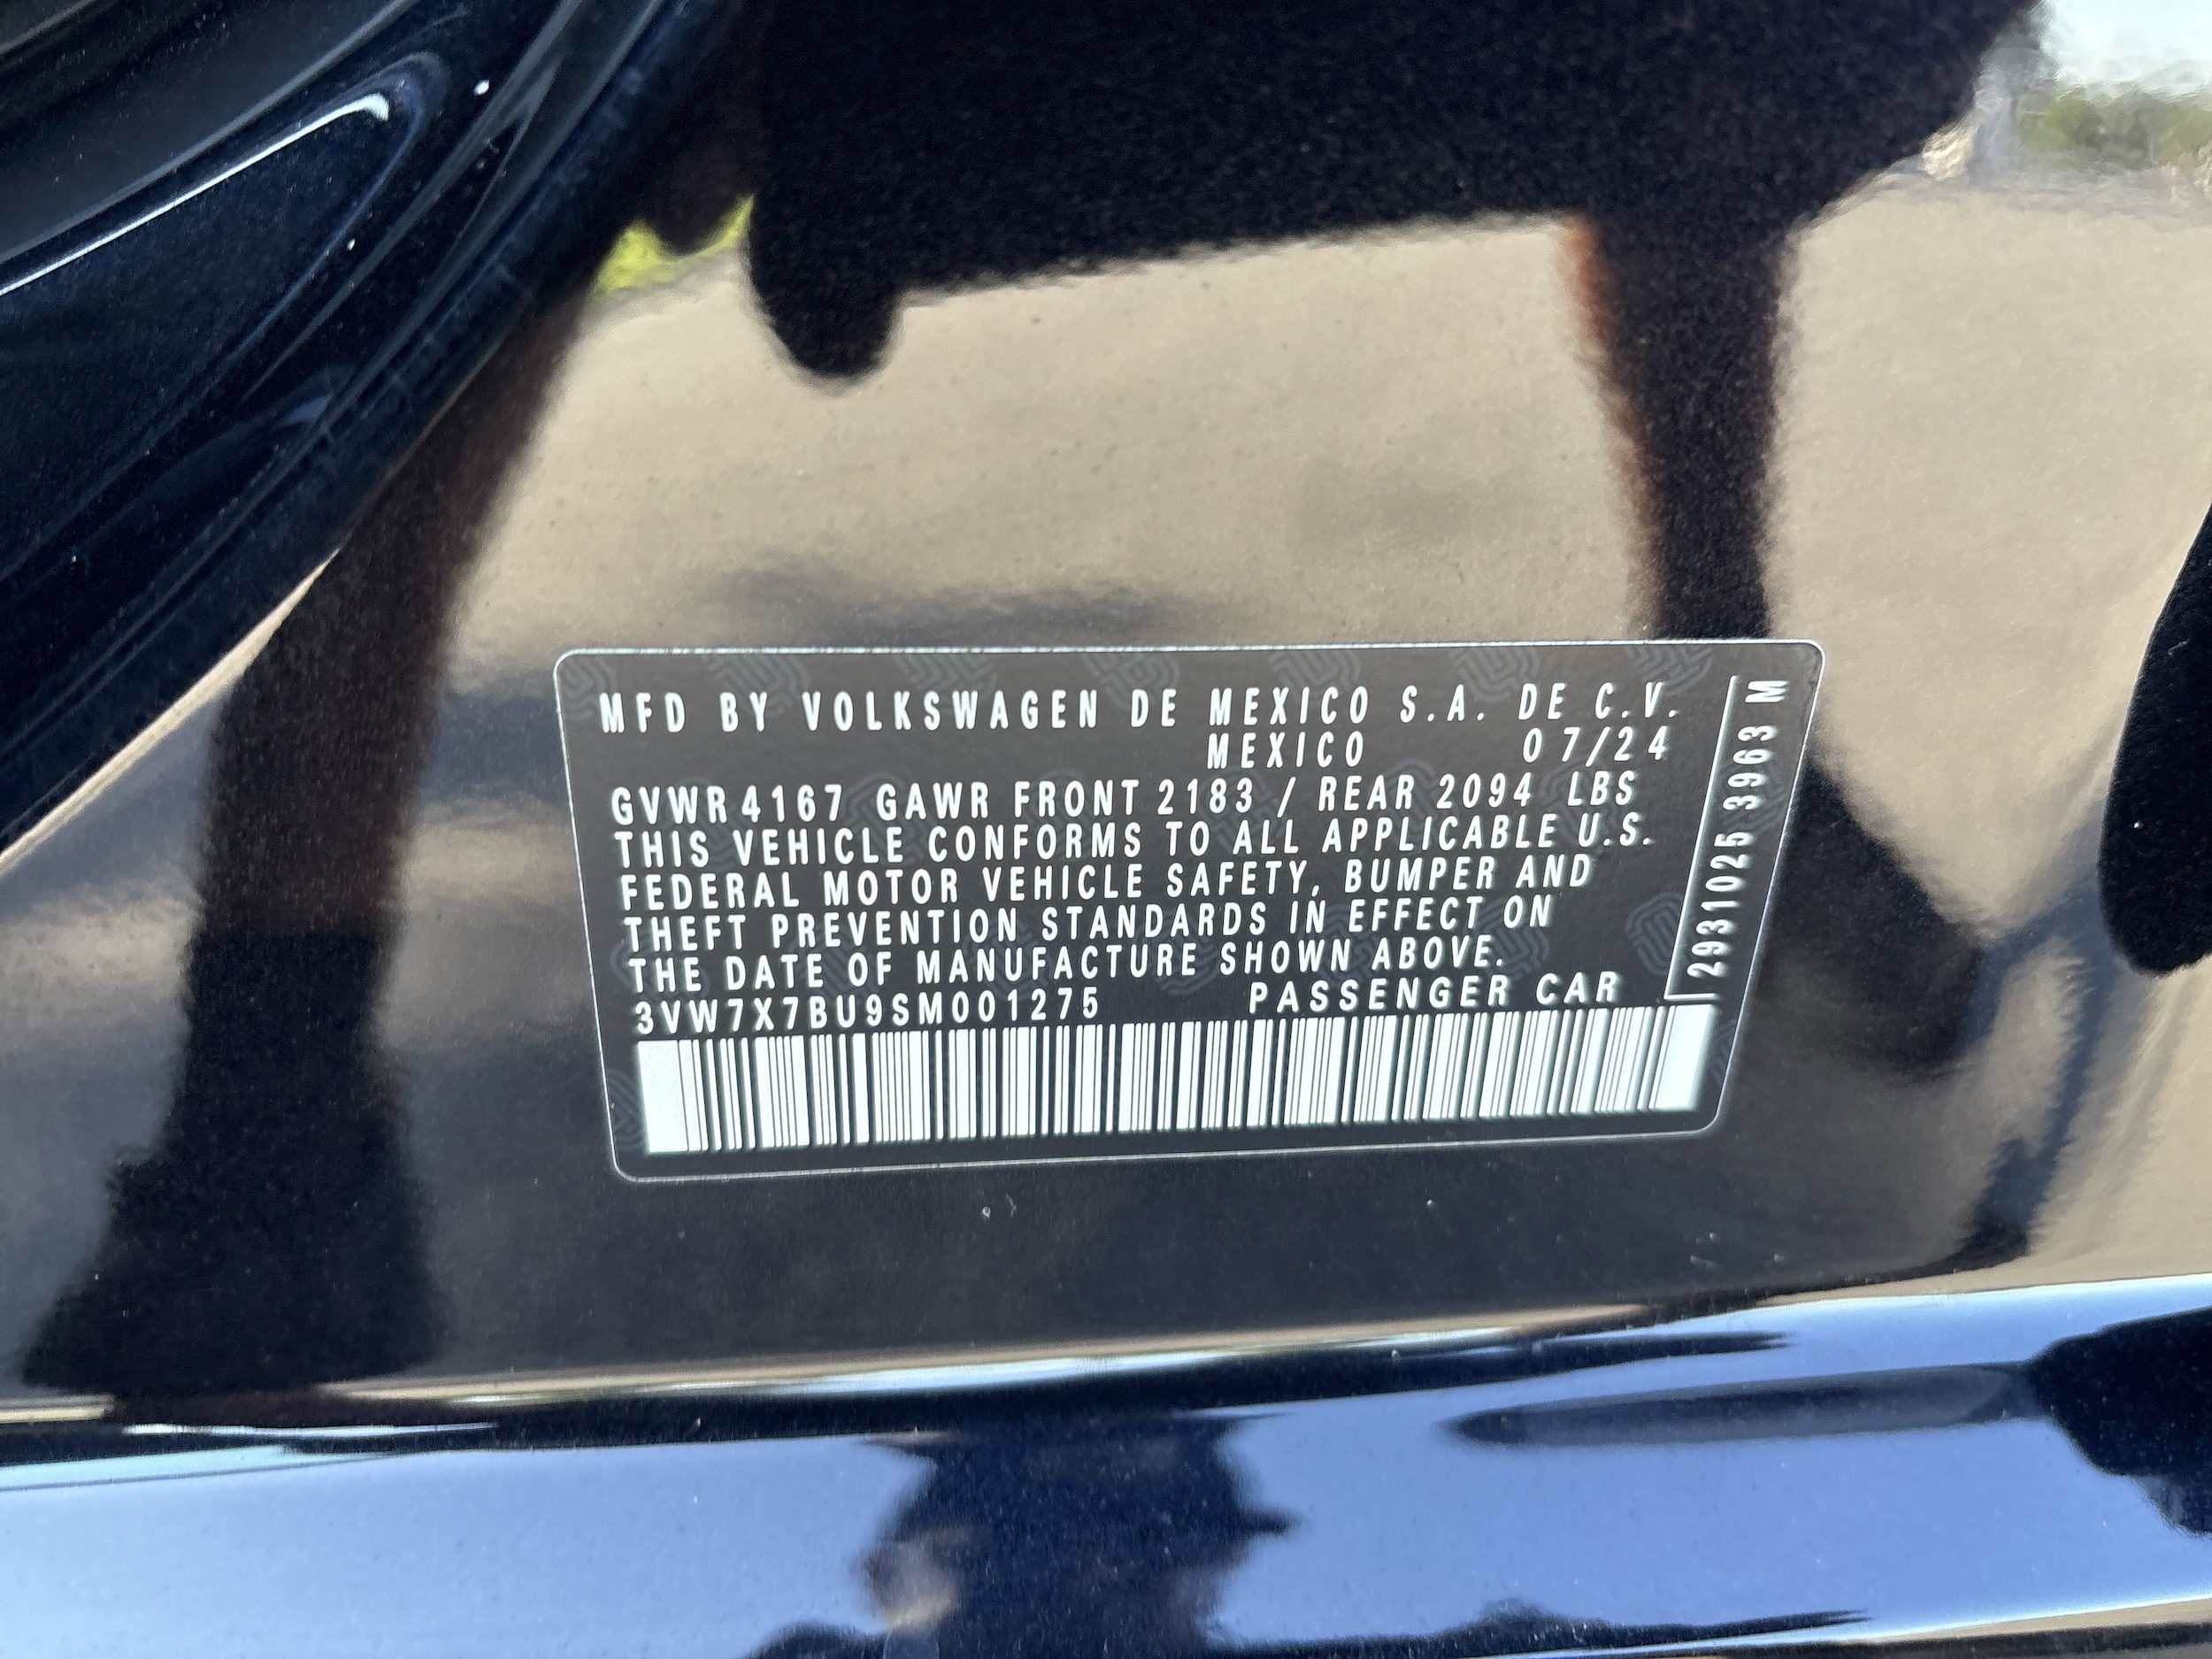 MFD BY VOLKSWAGEN DE MEXICO S.A. DE C.V.
MEXICO 07/24
GVWR 4167 GAWR FRONT 2183 / REAR 2094 LBS
THIS VEHICLE CONFORMS TO ALL APPLICABLE U.S.
FEDERAL MOTOR VEHICLE SAFETY, BUMPER AND
THEFT PREVENTION STANDARDS IN EFFECT ON
THE DATE OF MANUFACTURE SHOWN ABOVE.
3VW7X7BU9SM001275 PASSENGER CAR
2931025 3963 M